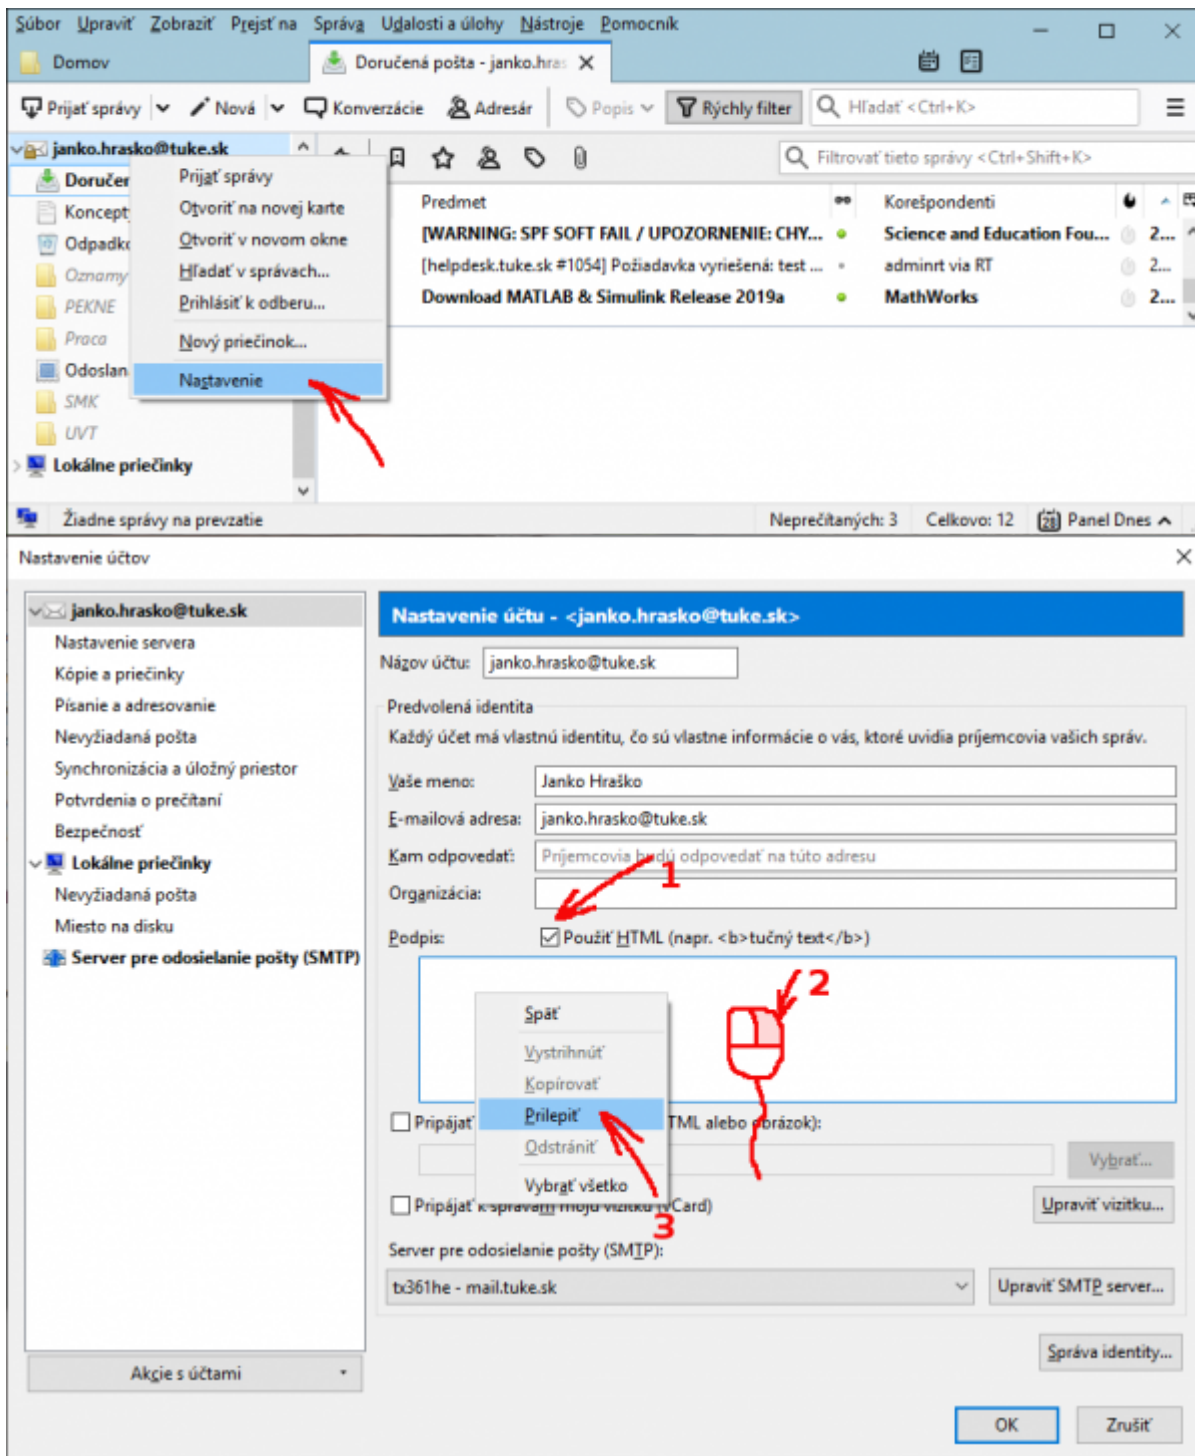 Súbor Upraviť Zobraziť Prejsť na Správa Udalosti a úlohy Nástroje Pomocník
Domov
Doručená pošta - janko.hras
Prijať správy Nová Konverzácie Adresár Popis Rýchly filter Hľadať <Ctrl+K>
janko.hrasko@tuke.sk
Filtrovať tieto správy <Ctrl+Shift+K>
Doručen
Koncept
Odpadko
Oznamy
PEKNE
Praca
Odoslan
SMK
UVT
Lokálne priečinky
Prijať správy
Otvoriť na novej karte
Otvoriť v novom okne
Hľadať v správach...
Prihlásiť k odberu...
Nový priečinok...
Nastavenie
Predmet Korešpondenti
[WARNING: SPF SOFT FAIL / UPOZORNENIE: CHY... Science and Education Fou... 2...
[helpdesk.tuke.sk #1054] Požiadavka vyriešená: test ... adminrt via RT 2...
Download MATLAB & Simulink Release 2019a MathWorks 2...
Žiadne správy na prevzatie Neprečítaných: 3 Celkovo: 12 28 Panel Dnes
Nastavenie účtov
janko.hrasko@tuke.sk
Nastavenie servera
Kópie a priečinky
Písanie a adresovanie
Nevyžiadaná pošta
Synchronizácia a úložný priestor
Potvrdenia o prečítaní
Bezpečnosť
Lokálne priečinky
Nevyžiadaná pošta
Miesto na disku
Server pre odosielanie pošty (SMTP)
Akcie s účtami
Nastavenie účtu - <janko.hrasko@tuke.sk>
Názov účtu: janko.hrasko@tuke.sk
Predvolená identita
Každý účet má vlastnú identitu, čo sú vlastne informácie o vás, ktoré uvidia príjemcovia vašich správ.
Vaše meno: Janko Hraško
E-mailová adresa: janko.hrasko@tuke.sk
Kam odpovedať: Príjemcovia budú odpovedať na túto adresu
1
Organizácia:
Podpis: Použiť HTML (napr. <b>tučný text</b>)
2
Späť
Vystrihnúť
Kopírovať
Prilepiť
Odstrániť
Vybrať všetko
Pripájať TML alebo obrázok):
Vybrať...
Pripájať k správam moju vizitku (vCard) Upraviť vizitku...
3
Server pre odosielanie pošty (SMTP):
tx361he - mail.tuke.sk Upraviť SMTP server...
Správa identity...
OK Zrušiť